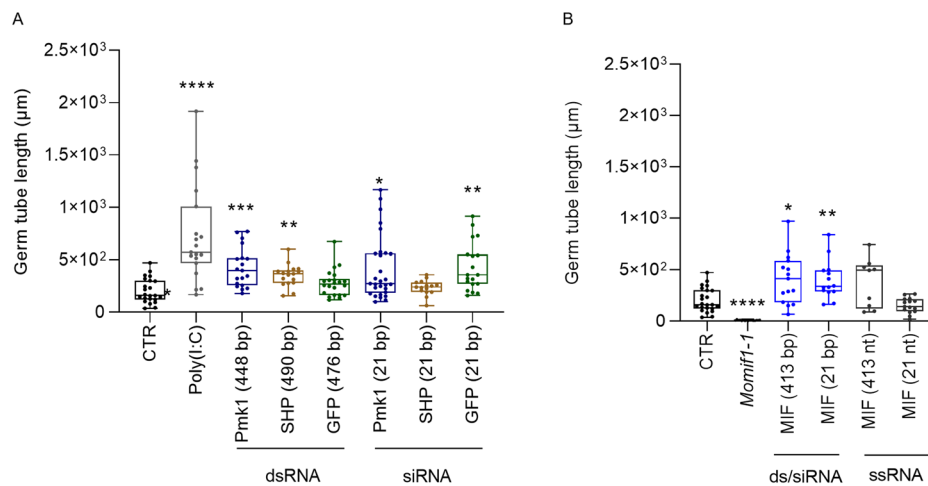 A
Germ tube length (μm)
2.5×10³
2×10³
1.5×10³
1×10³
5×10²
0
****
***
**
*
**
*
CTR
Poly(I:C)
Pmk1 (448 bp)
SHP (490 bp)
GFP (476 bp)
Pmk1 (21 bp)
SHP (21 bp)
GFP (21 bp)
dsRNA
siRNA
B
Germ tube length (μm)
2.5×10³
2×10³
1.5×10³
1×10³
5×10²
0
****
*
**
CTR
Momif1-1
MIF (413 bp)
MIF (21 bp)
MIF (413 nt)
MIF (21 nt)
ds/siRNA
ssRNA